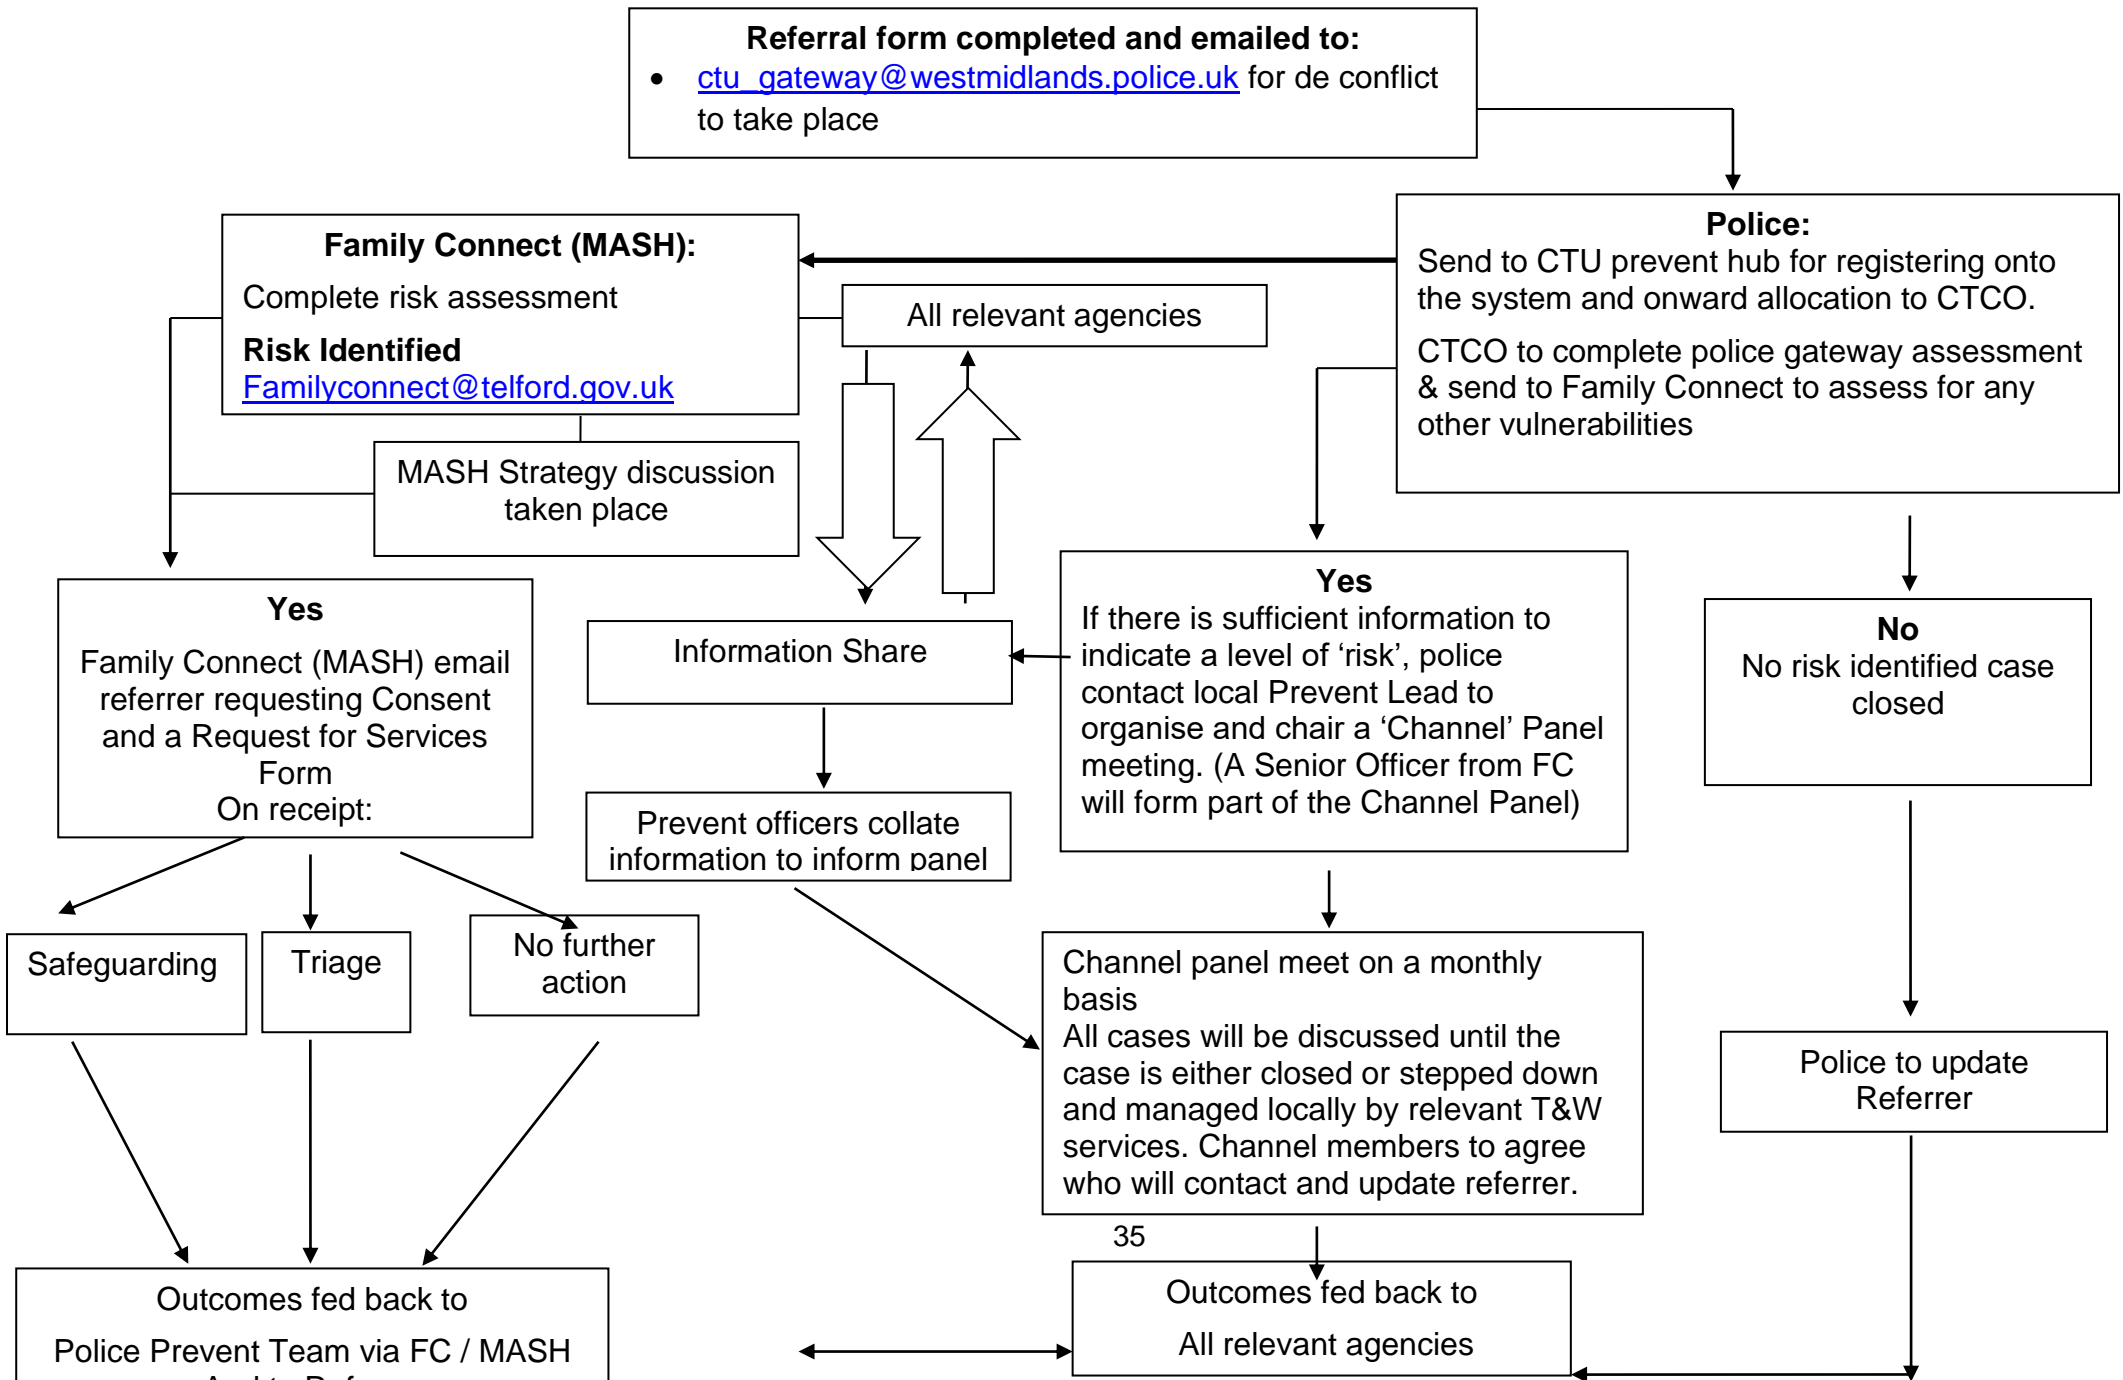 Referral form completed and emailed to:
• ctu_gateway@westmidlands.police.uk for de conflict
to take place
Police:
Send to CTU prevent hub for registering onto
the system and onward allocation to CTCO.
CTCO to complete police gateway assessment
& send to Family Connect to assess for any
other vulnerabilities
Family Connect (MASH):
Complete risk assessment
Risk Identified
Familyconnect@telford.gov.uk
All relevant agencies
MASH Strategy discussion
taken place
Yes
Family Connect (MASH) email
referrer requesting Consent
and a Request for Services
Form
On receipt:
Information Share
Yes
If there is sufficient information to
indicate a level of ‘risk’, police
contact local Prevent Lead to
organise and chair a ‘Channel’ Panel
meeting. (A Senior Officer from FC
will form part of the Channel Panel)
No
No risk identified case
closed
Prevent officers collate
information to inform panel
Safeguarding
Triage
No further
action
Channel panel meet on a monthly
basis
All cases will be discussed until the
case is either closed or stepped down
and managed locally by relevant T&W
services. Channel members to agree
who will contact and update referrer.
Police to update
Referrer
35
Outcomes fed back to
Police Prevent Team via FC / MASH
Outcomes fed back to
All relevant agencies